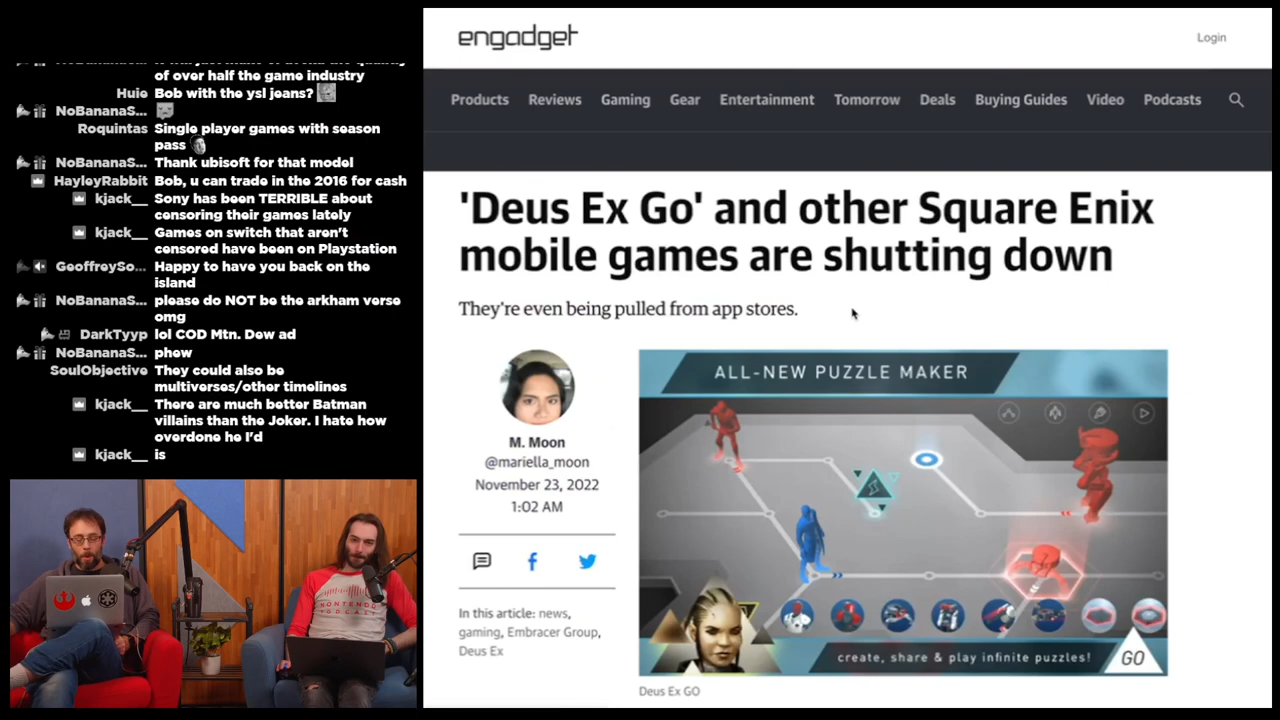 of over half the game industry
Huie Bob with the ysl jeans?
NoBananaS...
Roquintas Single player games with season
pass
NoBananaS... Thank ubisoft for that model
HayleyRabbit Bob, u can trade in the 2016 for cash
kjack__ Sony has been TERRIBLE about
censoring their games lately
kjack__ Games on switch that aren't
censored have been on Playstation
GeoffreySo... Happy to have you back on the
island
NoBananaS... please do NOT be the arkham verse
omg
DarkTyyp lol COD Mtn. Dew ad
NoBananaS... phew
SoulObjective They could also be
multiverses/other timelines
kjack__ There are much better Batman
villains than the Joker. I hate how
overdone he I'd
kjack__ is
NONTENDO
PODCAST
engadget
Login
Products Reviews Gaming Gear Entertainment Tomorrow Deals Buying Guides Video Podcasts
'Deus Ex Go' and other Square Enix
mobile games are shutting down
They're even being pulled from app stores.
M. Moon
@mariella_moon
November 23, 2022
1:02 AM
In this article: news,
gaming, Embracer Group,
Deus Ex
ALL-NEW PUZZLE MAKER
create, share & play infinite puzzles!
GO
Deus Ex GO